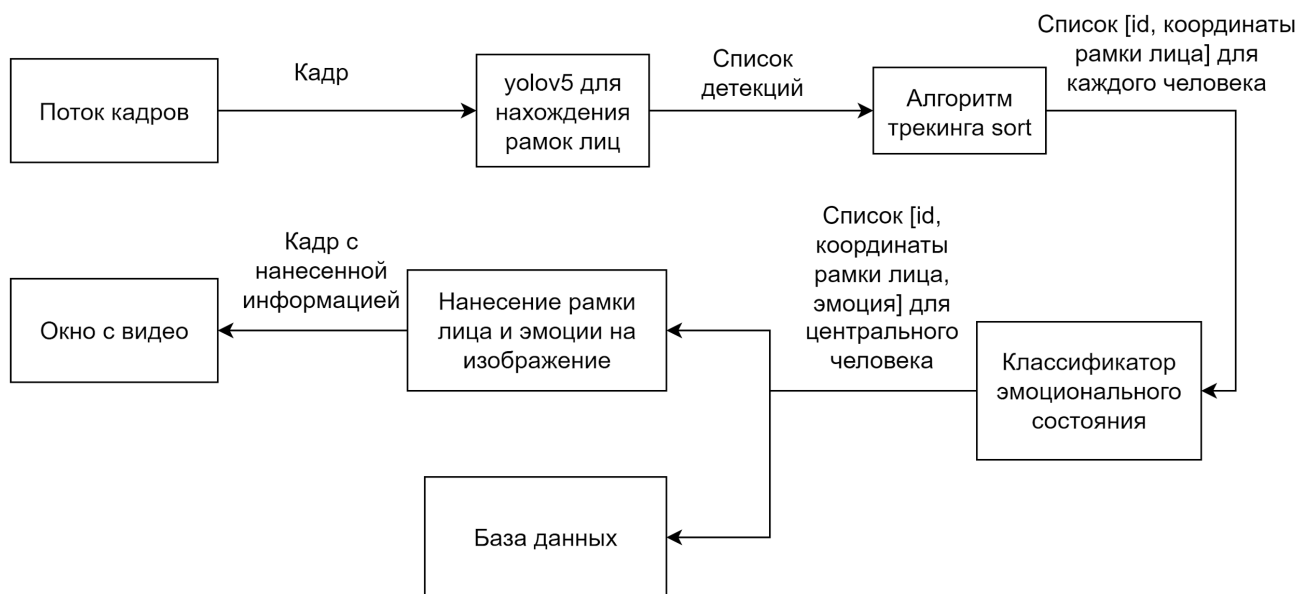 Поток кадров
Кадр
yolov5 для
нахождения
рамок лиц
Список
детекций
Алгоритм
трекинга sort
Список [id, координаты
рамки лица] для
каждого человека
Окно с видео
Кадр с
нанесенной
информацией
Нанесение рамки
лица и эмоции на
изображение
Список [id,
координаты
рамки лица,
эмоция] для
центрального
человека
Классификатор
эмоционального
состояния
База данных